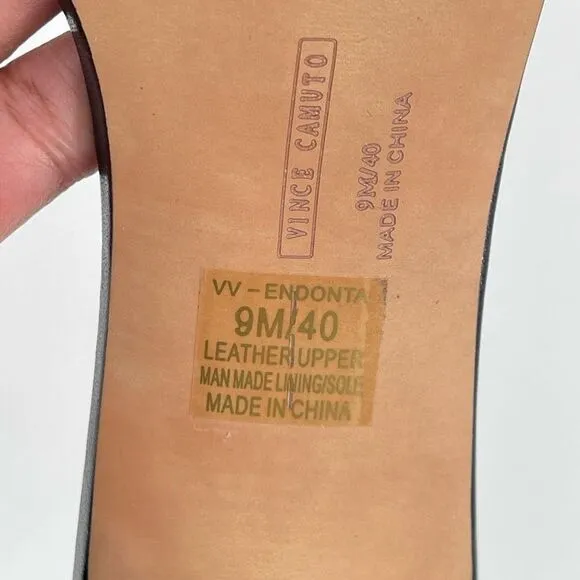 VINCE CAMUTO
9M/40
MADE IN CHINA
VV - ENDONTA
9M/40
LEATHER UPPER
MAN MADE LINING/SOLE
MADE IN CHINA